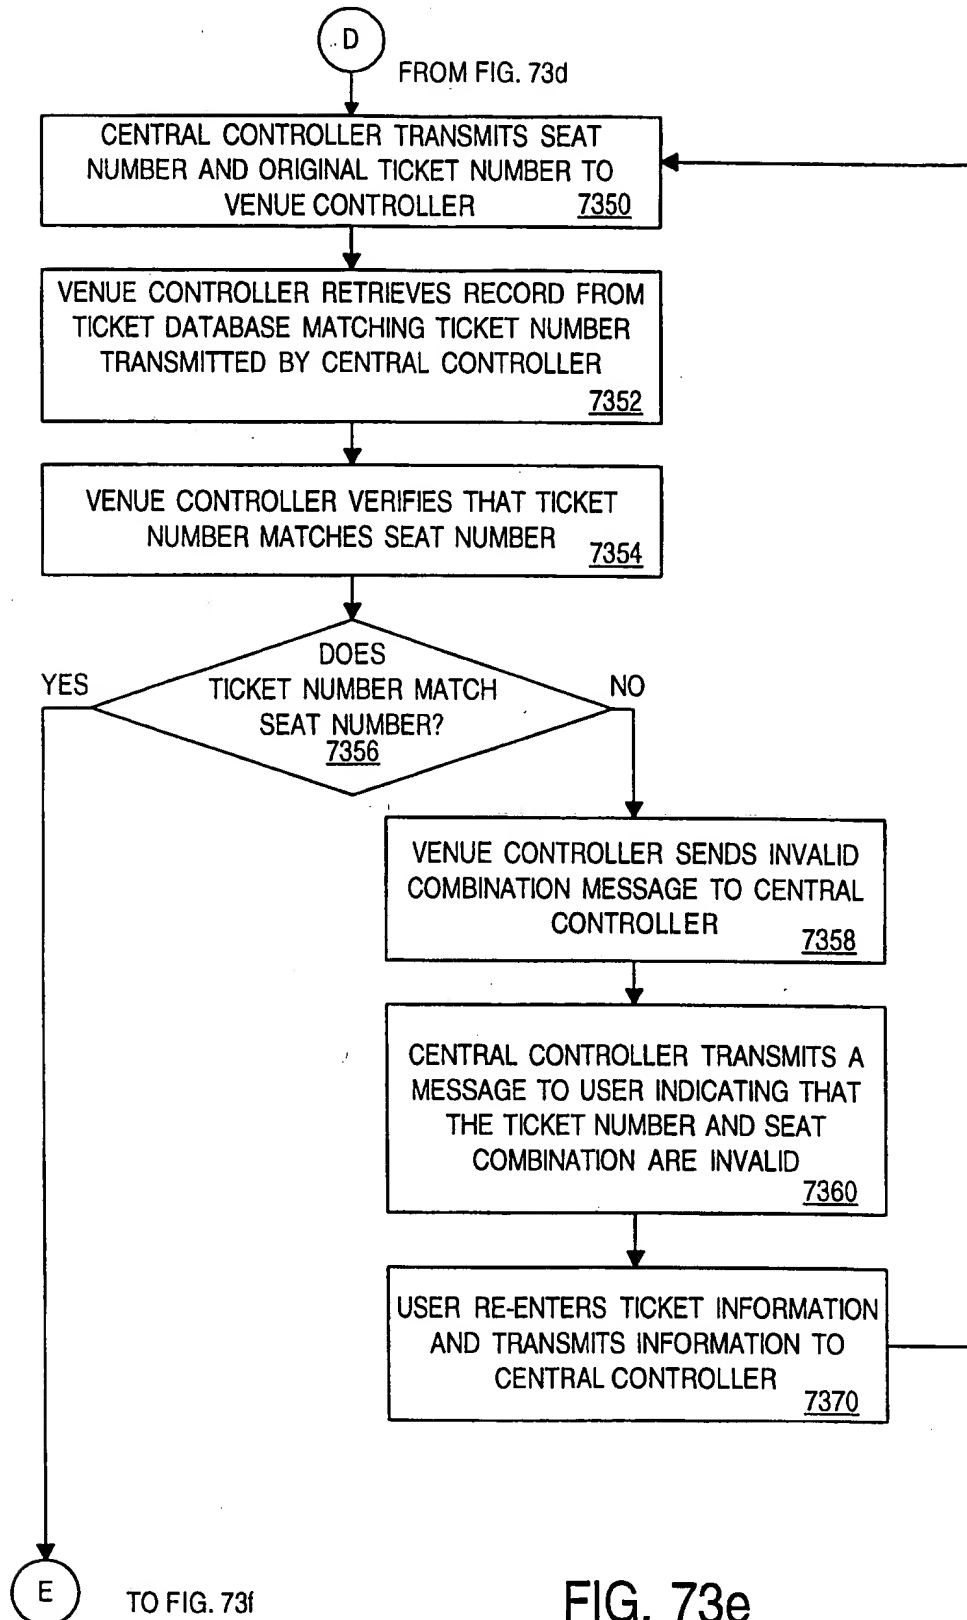 D
FROM FIG. 73d
CENTRAL CONTROLLER TRANSMITS SEAT
NUMBER AND ORIGINAL TICKET NUMBER TO
VENUE CONTROLLER 7350
VENUE CONTROLLER RETRIEVES RECORD FROM
TICKET DATABASE MATCHING TICKET NUMBER
TRANSMITTED BY CENTRAL CONTROLLER
7352
VENUE CONTROLLER VERIFIES THAT TICKET
NUMBER MATCHES SEAT NUMBER 7354
DOES
TICKET NUMBER MATCH
SEAT NUMBER?
7356
YES
NO
VENUE CONTROLLER SENDS INVALID
COMBINATION MESSAGE TO CENTRAL
CONTROLLER 7358
CENTRAL CONTROLLER TRANSMITS A
MESSAGE TO USER INDICATING THAT
THE TICKET NUMBER AND SEAT
COMBINATION ARE INVALID
7360
USER RE-ENTERS TICKET INFORMATION
AND TRANSMITS INFORMATION TO
CENTRAL CONTROLLER 7370
E
TO FIG. 73f
FIG. 73e